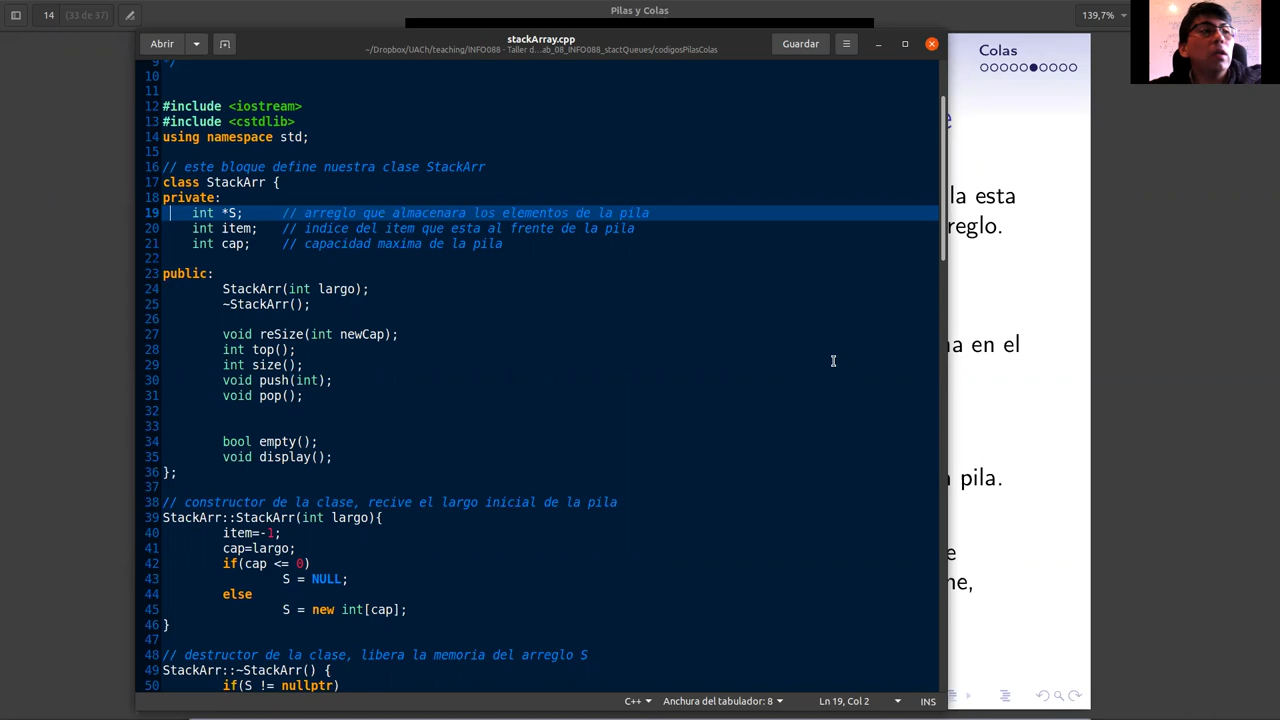 14
(33 de 37)
Pilas y Colas
139,7%
Abrir
stackArray.cpp
~/Dropbox/UACh/teaching/INFO088 - Taller d…ab_08_INFO088_stactQueues/codigosPilasColas
Guardar
Colas
9 */
10
11
12 #include <iostream>
13 #include <cstdlib>
14 using namespace std;
15
16 // este bloque define nuestra clase StackArr
17 class StackArr {
18 private:
19 int *S; // arreglo que almacenara los elementos de la pila
20 int item; // indice del item que esta al frente de la pila
21 int cap; // capacidad maxima de la pila
22
23 public:
24 StackArr(int largo);
25 ~StackArr();
26
27 void reSize(int newCap);
28 int top();
29 int size();
30 void push(int);
31 void pop();
32
33
34 bool empty();
35 void display();
36 };
37
38 // constructor de la clase, recive el largo inicial de la pila
39 StackArr::StackArr(int largo){
40 item=-1;
41 cap=largo;
42 if(cap <= 0)
43 S = NULL;
44 else
45 S = new int[cap];
46 }
47
48 // destructor de la clase, libera la memoria del arreglo S
49 StackArr::~StackArr() {
50 if(S != nullptr)
e
la esta
reglo.
a en el
pila.
e
ne,
C++
Anchura del tabulador: 8
Ln 19, Col 2
INS